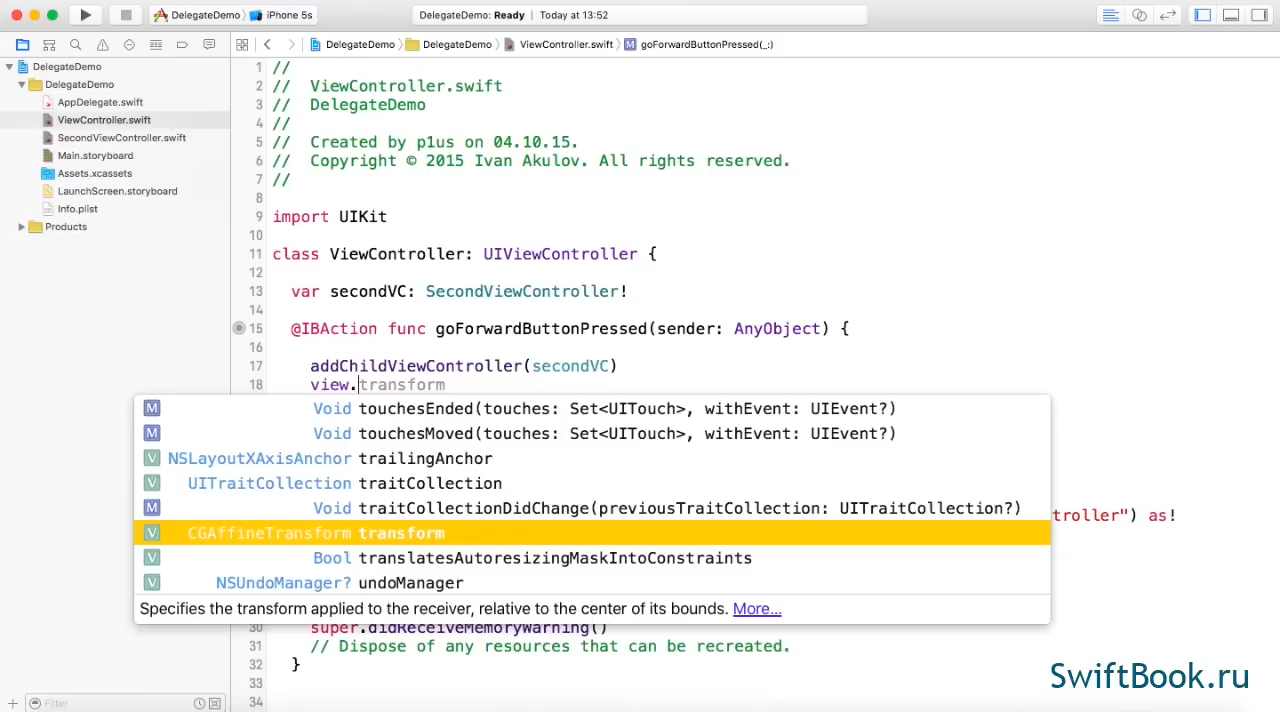 DelegateDemo iPhone 5s
DelegateDemo: Ready Today at 13:52
DelegateDemo DelegateDemo ViewController.swift M goForwardButtonPressed(_:)
DelegateDemo
DelegateDemo
AppDelegate.swift
ViewController.swift
SecondViewController.swift
Main.storyboard
Assets.xcassets
LaunchScreen.storyboard
Info.plist
Products
1 //
2 // ViewController.swift
3 // DelegateDemo
4 //
5 // Created by p1us on 04.10.15.
6 // Copyright © 2015 Ivan Akulov. All rights reserved.
7 //
8
9 import UIKit
10
11 class ViewController: UIViewController {
12
13 var secondVC: SecondViewController!
14
15 @IBAction func goForwardButtonPressed(sender: AnyObject) {
16
17 addChildViewController(secondVC)
18 view.transform
M Void touchesEnded(touches: Set<UITouch>, withEvent: UIEvent?)
M Void touchesMoved(touches: Set<UITouch>, withEvent: UIEvent?)
V NSLayoutXAxisAnchor trailingAnchor
V UITraitCollection traitCollection
M Void traitCollectionDidChange(previousTraitCollection: UITraitCollection?)
troller") as!
V CGAffineTransform transform
V Bool translatesAutoresizingMaskIntoConstraints
V NSUndoManager? undoManager
Specifies the transform applied to the receiver, relative to the center of its bounds. More...
30 super.didReceiveMemoryWarning()
31 // Dispose of any resources that can be recreated.
32 }
33
34
Filter
SwiftBook.ru